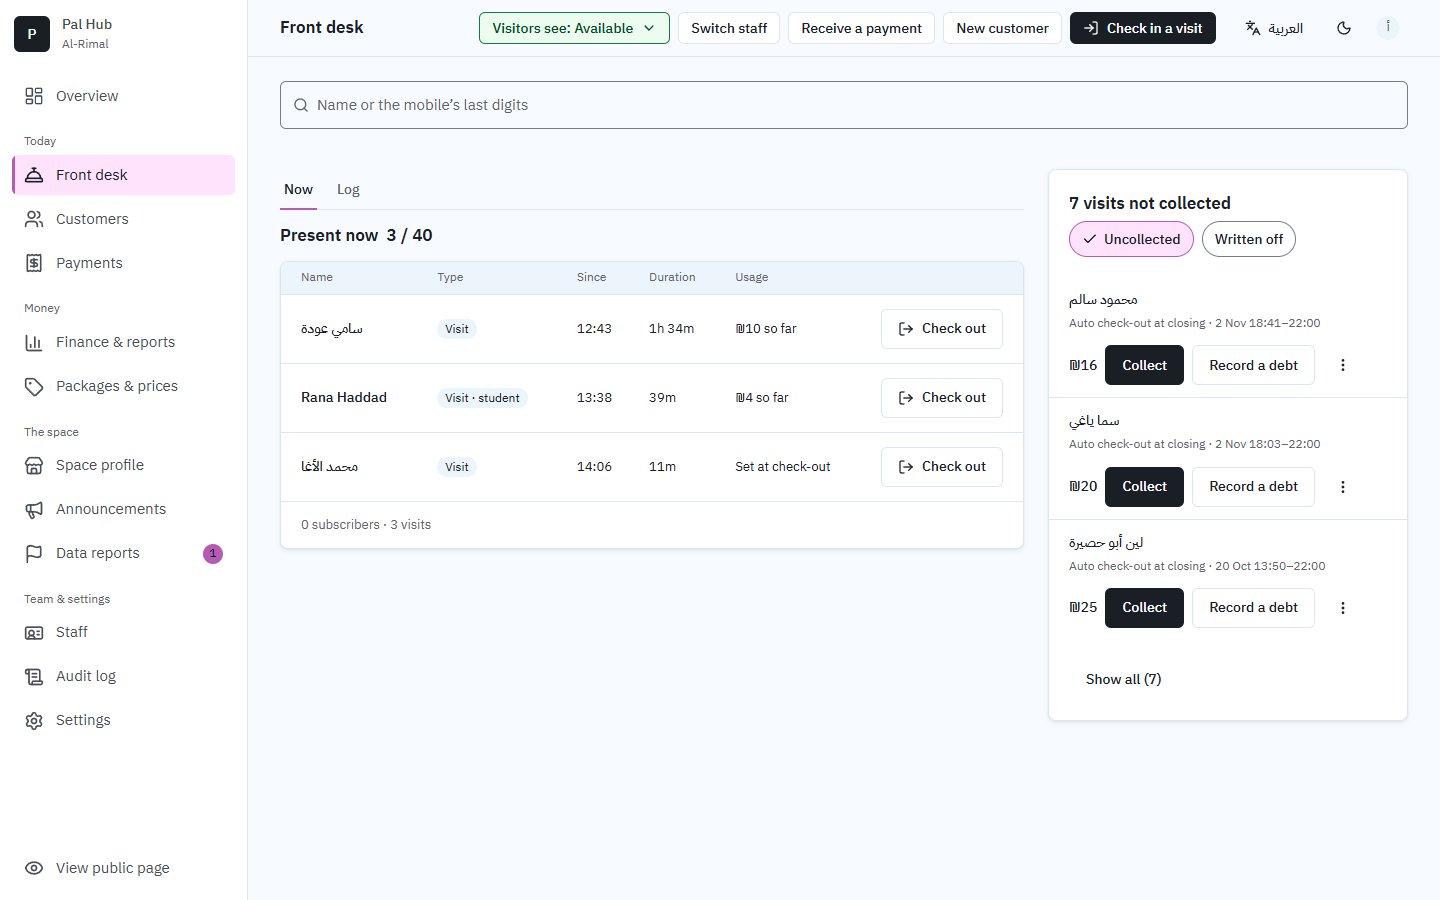 P
Pal Hub
Al-Rimal
Overview
Today
Front desk
Customers
Payments
Money
Finance & reports
Packages & prices
The space
Space profile
Announcements
Data reports
1
Team & settings
Staff
Audit log
Settings
View public page
Front desk
Visitors see: Available
Switch staff
Receive a payment
New customer
Check in a visit
العربية
أ
Name or the mobile’s last digits
Now
Log
Present now 3 / 40
Name Type Since Duration Usage
سامي عودة Visit 12:43 1h 34m ₪10 so far Check out
Rana Haddad Visit · student 13:38 39m ₪4 so far Check out
محمد الأغا Visit 14:06 11m Set at check-out Check out
0 subscribers · 3 visits
7 visits not collected
Uncollected
Written off
محمود سالم
Auto check-out at closing · 2 Nov 18:41–22:00
₪16 Collect Record a debt
سما ياغي
Auto check-out at closing · 2 Nov 18:03–22:00
₪20 Collect Record a debt
لين أبو حصيرة
Auto check-out at closing · 20 Oct 13:50–22:00
₪25 Collect Record a debt
Show all (7)